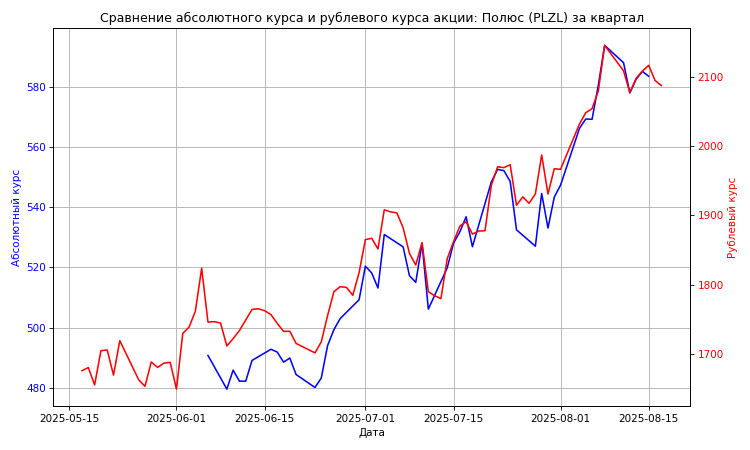 Сравнение абсолютного курса и рублевого курса акции: Полюс (PLZL) за квартал
Абсолютный курс
580
560
540
520
500
480
2100
2000
1900
1800
1700
Рублевый курс
2025-05-15 2025-06-01 2025-06-15 2025-07-01 2025-07-15 2025-08-01 2025-08-15
Дата